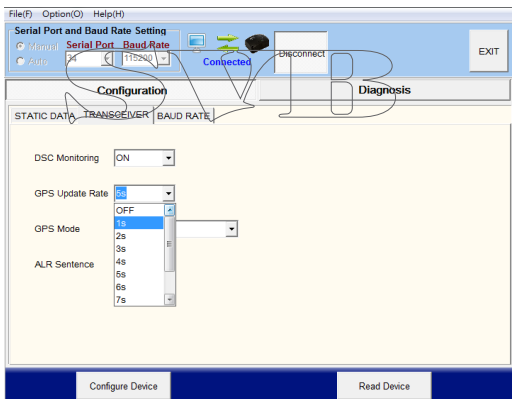 File(F) Option(O) Help(H)
Serial Port and Baud Rate Setting
Manual Serial Port Baud Rate
Auto 34 115200
Connected
Disconnect
EXIT
Configuration Diagnosis
STATIC DATA TRANSCEIVER BAUD RATE
DSC Monitoring ON
GPS Update Rate 5s
OFF
1s
2s
3s
4s
5s
6s
7s
GPS Mode
ALR Sentence
Configure Device Read Device
SVB